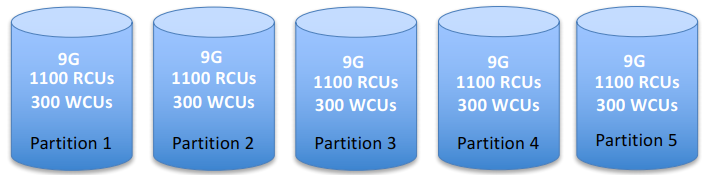 9G
1100 RCUs
300 WCUs
Partition 1
9G
1100 RCUs
300 WCUs
Partition 2
9G
1100 RCUs
300 WCUs
Partition 3
9G
1100 RCUs
300 WCUs
Partition 4
9G
1100 RCUs
300 WCUs
Partition 5